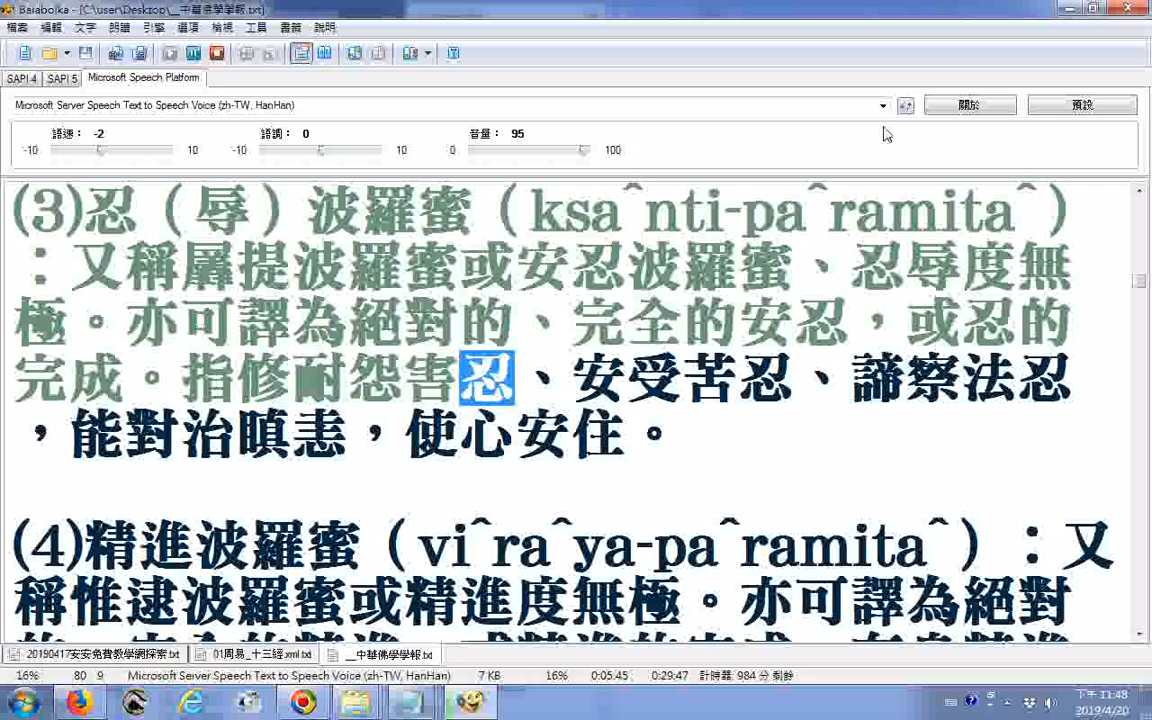 Balabolka - [C:\user\Desktop\__中華佛學學報.txt]
檔案 編輯 文字 朗讀 引擎 選項 檢視 工具 書籤 說明
SAPI 4 SAPI 5 Microsoft Speech Platform
Microsoft Server Speech Text to Speech Voice (zh-TW, HanHan) 關於 預設
語速： -2 語調： 0 音量： 95
-10 10 -10 10 0 100
(3)忍（辱）波羅蜜（ksa^nti-pa^ramita^）
：又稱羼提波羅蜜或安忍波羅蜜、忍辱度無
極。亦可譯為絕對的、完全的安忍，或忍的
完成。指修耐怨害忍、安受苦忍、諦察法忍
，能對治瞋恚，使心安住。
(4)精進波羅蜜（vi^ra^ya-pa^ramita^）：又
稱惟逮波羅蜜或精進度無極。亦可譯為絕對
20190417安安免費教學網探索.txt 01周易_十三經.xml.txt __中華佛學學報.txt
16% 80 9 Microsoft Server Speech Text to Speech Voice (zh-TW, HanHan) 7 KB 16% 0:05.45 0:29:47 計時器: 984 分 剩餘
下午 11:48
2019/4/20